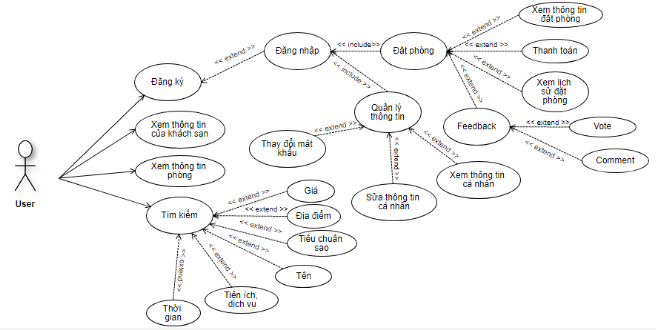 Xem thông tin
đặt phòng
<< extend >>
Đăng nhập
<< include>>
Đặt phòng
<< extend >>
Thanh toán
<< extend >>
<< extend >>
Xem lịch
sử đặt
phòng
Đăng ký
<< include >>
Quản lý
thông tin
<< extend >>
Feedback
<< extend >>
Vote
<< extend >>
Comment
Xem thông tin
của khách sạn
<< extend >>
Thay đổi mật
khẩu
<< extend >>
<< extend >>
Xem thông tin
cá nhân
Sửa thông tin
cá nhân
Xem thông tin
phòng
User
Tìm kiếm
<< extend >>
Giá
<< extend >>
Địa điểm
<< extend >>
Tiêu chuẩn
sao
<< extend >>
Tên
<< extend >>
Tiện ích,
dịch vụ
<< extend >>
Thời
gian